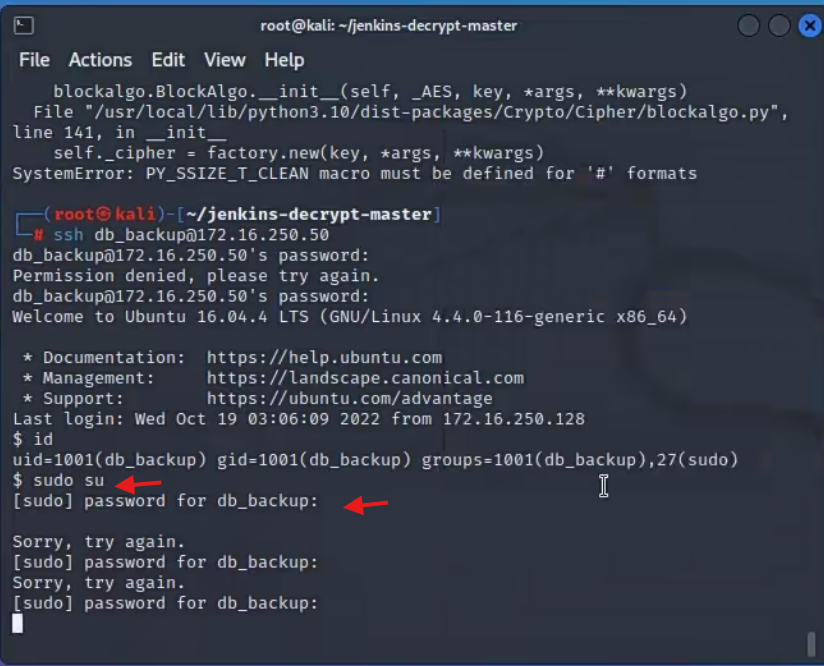 root@kali: ~/jenkins-decrypt-master
File Actions Edit View Help
blockalgo.BlockAlgo.__init__(self, _AES, key, *args, **kwargs)
File "/usr/local/lib/python3.10/dist-packages/Crypto/Cipher/blockalgo.py",
line 141, in __init__
self._cipher = factory.new(key, *args, **kwargs)
SystemError: PY_SSIZE_T_CLEAN macro must be defined for '#' formats
┌──(root㉿kali)-[~/jenkins-decrypt-master]
└─# ssh db_backup@172.16.250.50
db_backup@172.16.250.50's password:
Permission denied, please try again.
db_backup@172.16.250.50's password:
Welcome to Ubuntu 16.04.4 LTS (GNU/Linux 4.4.0-116-generic x86_64)
* Documentation: https://help.ubuntu.com
* Management: https://landscape.canonical.com
* Support: https://ubuntu.com/advantage
Last login: Wed Oct 19 03:06:09 2022 from 172.16.250.128
$ id
uid=1001(db_backup) gid=1001(db_backup) groups=1001(db_backup),27(sudo)
$ sudo su
[sudo] password for db_backup:
Sorry, try again.
[sudo] password for db_backup:
Sorry, try again.
[sudo] password for db_backup: